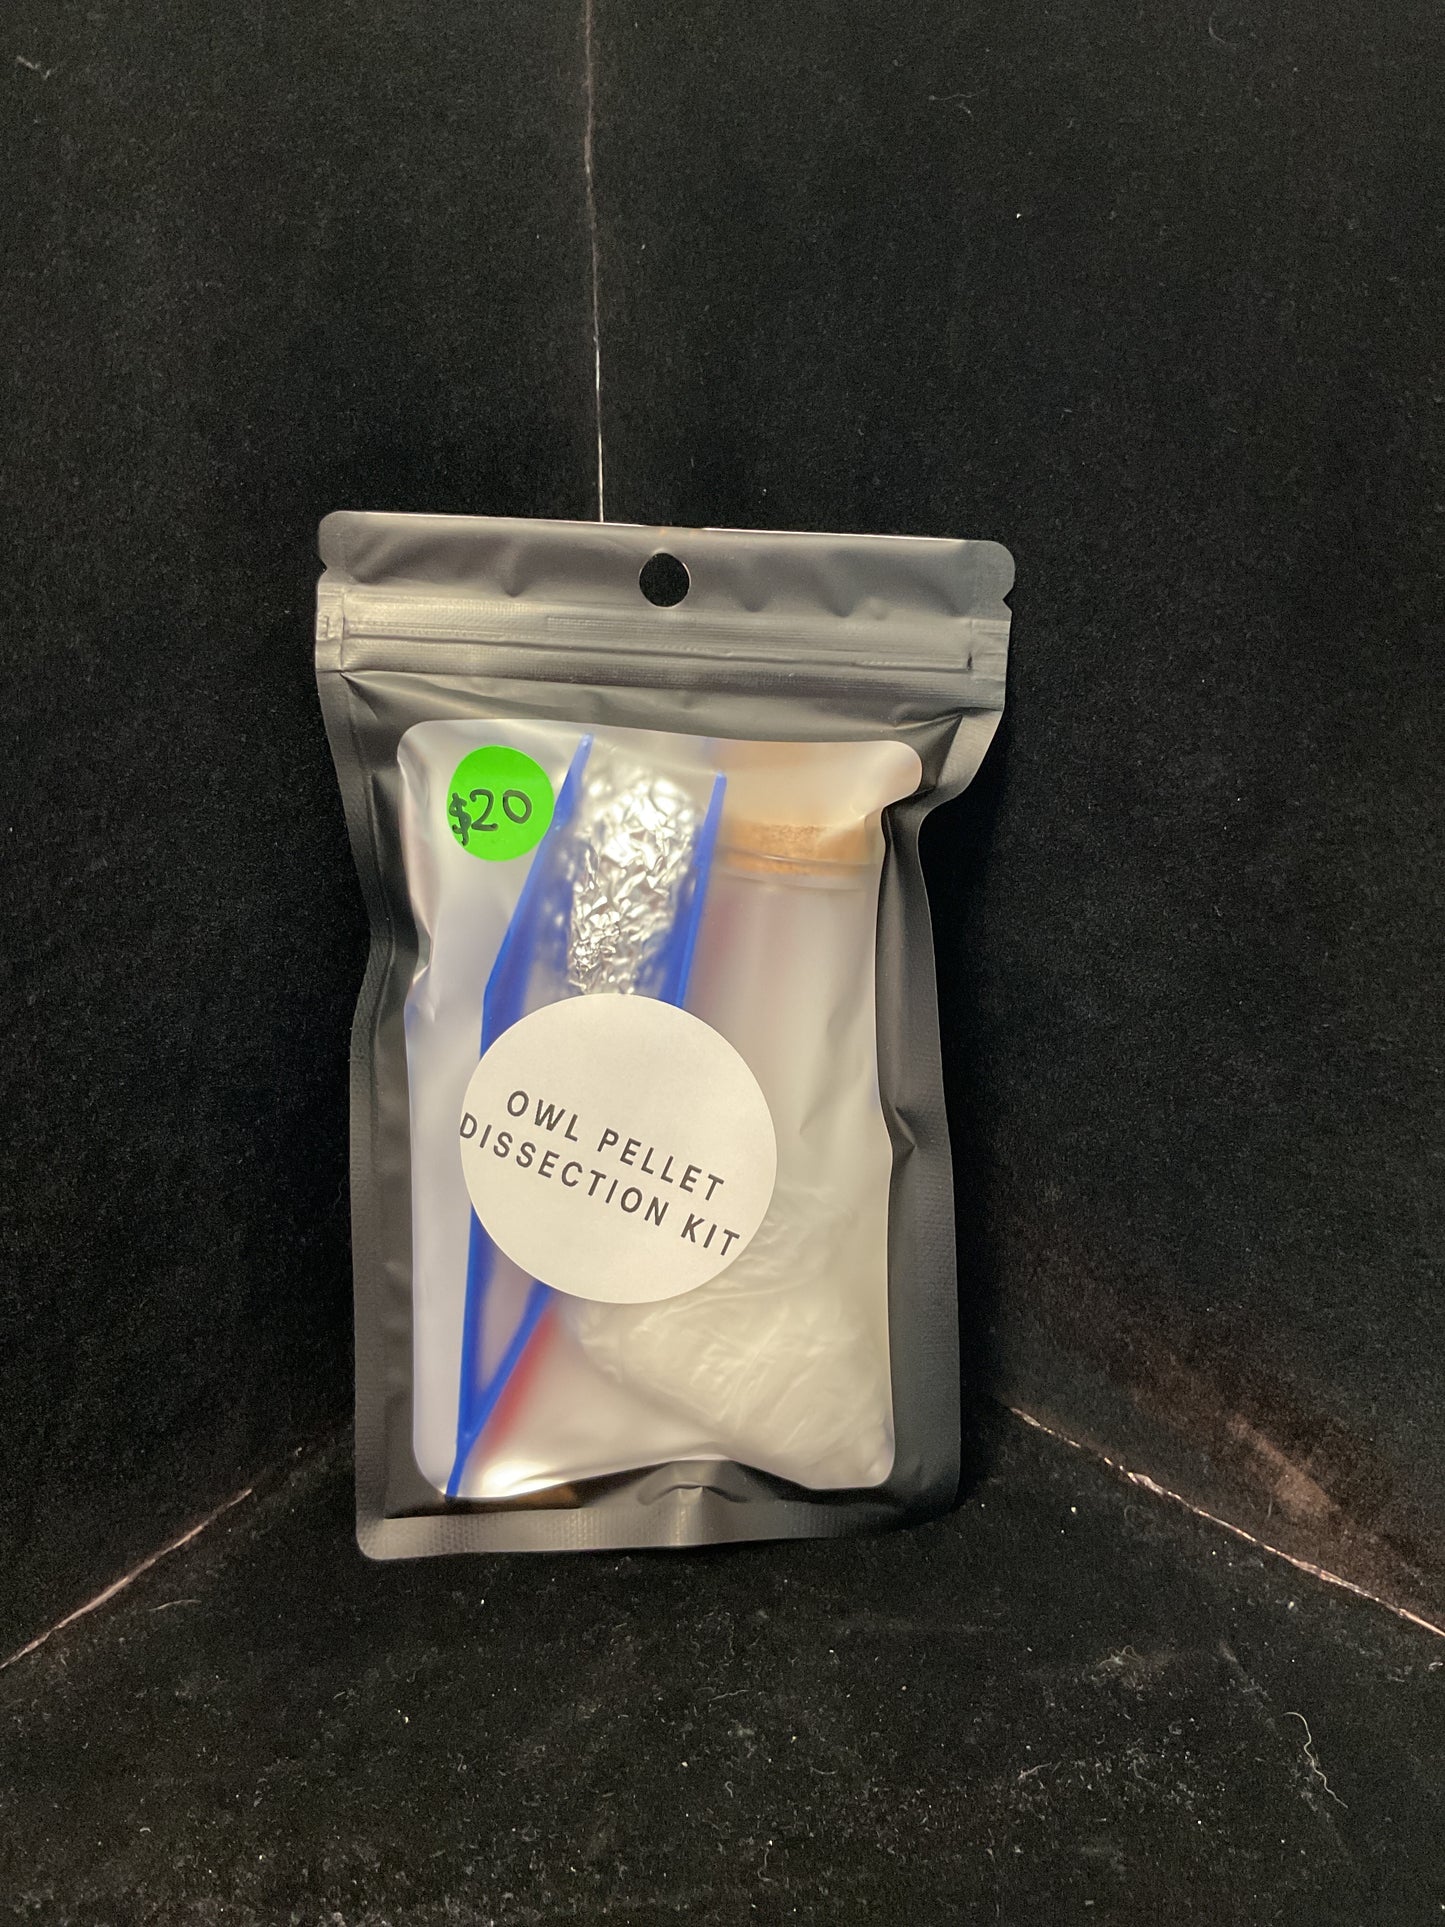 $20
OWL PELLET
DISSECTION KIT